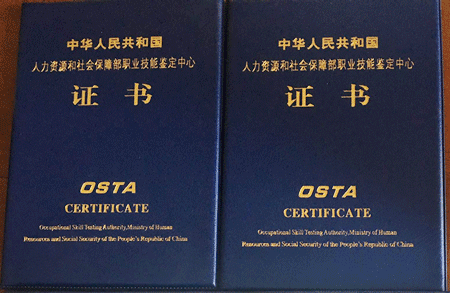 中华人民共和国
人力资源和社会保障部职业技能鉴定中心
证书
OSTA
CERTIFICATE
Occupational Skill Testing Authority,Ministry of Human
Resources and Social Security of the People's Republic of China
中华人民共和国
人力资源和社会保障部职业技能鉴定中心
证书
OSTA
CERTIFICATE
Occupational Skill Testing Authority,Ministry of Human
Resources and Social Security of the People's Republic of China